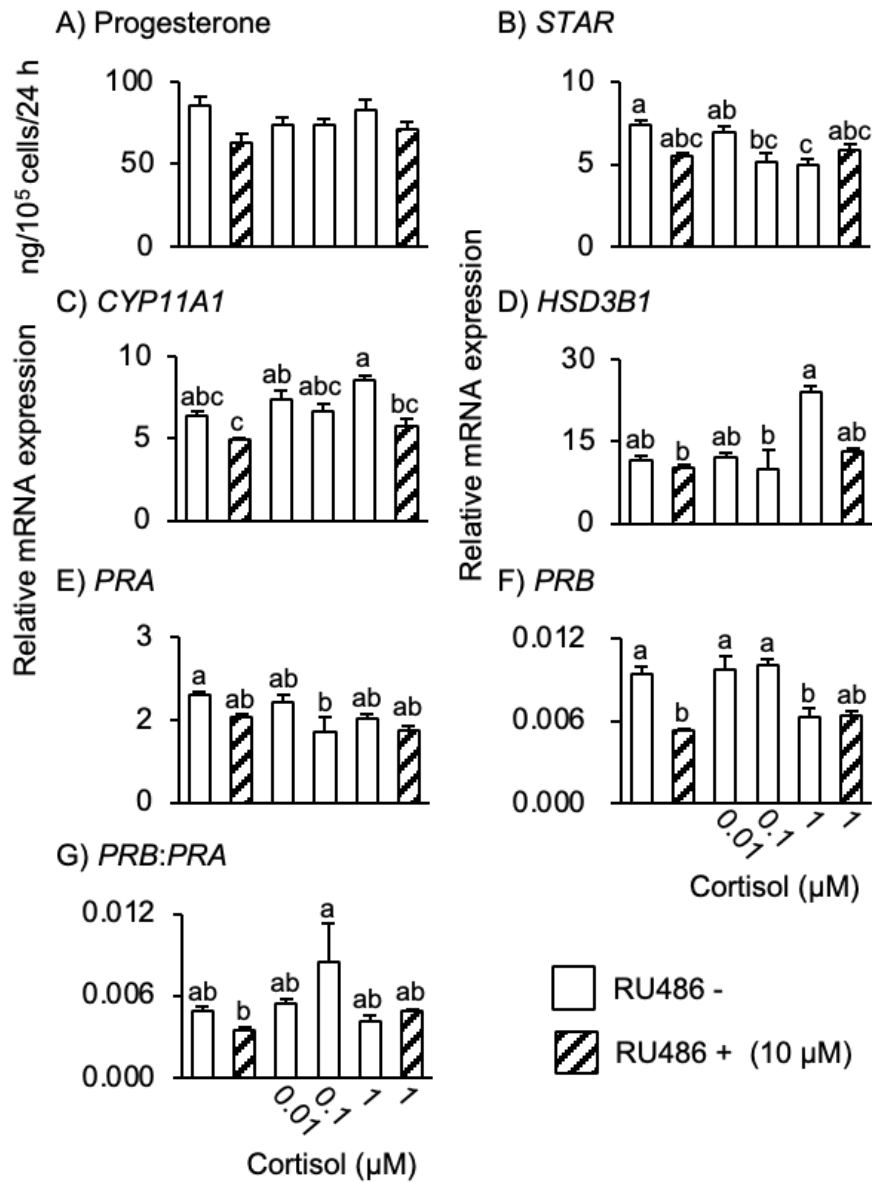 A) Progesterone
ng/10⁵ cells/24 h
100
50
0
B) STAR
10
5
0
a
abc
ab
bc
c
abc
Relative mRNA expression
C) CYP11A1
10
5
0
abc
c
ab
abc
a
bc
Relative mRNA expression
D) HSD3B1
30
15
0
ab
b
ab
b
a
ab
E) PRA
3
2
0
a
ab
ab
b
ab
ab
F) PRB
0.012
0.006
0.000
a
b
a
a
b
ab
0.01
0.1
1
1
Cortisol (µM)
G) PRB:PRA
0.012
0.006
0.000
ab
b
ab
a
ab
ab
0.01
0.1
1
1
Cortisol (µM)
RU486 -
RU486 + (10 µM)